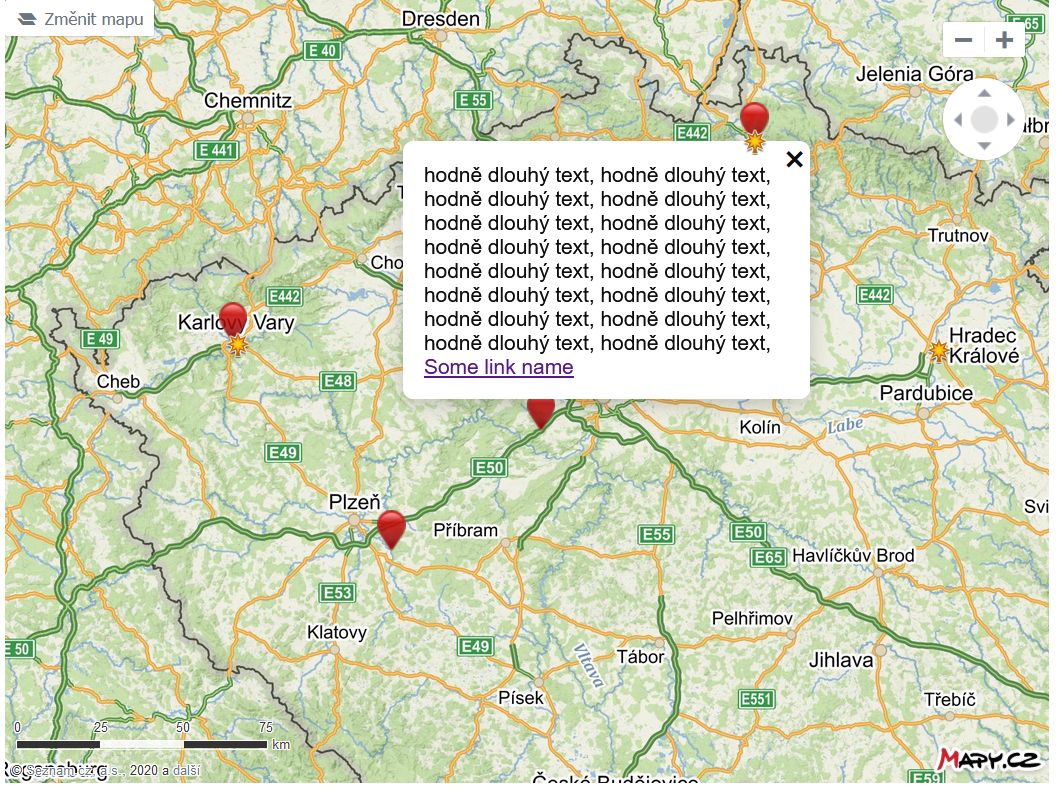 Změnit mapu
Dresden
E 40
E 65
Jelenia Góra
Chemnitz
E 55
E442
E 441
hodně dlouhý text, hodně dlouhý text,
hodně dlouhý text, hodně dlouhý text,
hodně dlouhý text, hodně dlouhý text,
hodně dlouhý text, hodně dlouhý text,
hodně dlouhý text, hodně dlouhý text,
hodně dlouhý text, hodně dlouhý text,
hodně dlouhý text, hodně dlouhý text,
hodně dlouhý text, hodně dlouhý text,
Some link name
Trutnov
Cho
E442
E442
Karlovy Vary
E 49
Hradec
Králové
Cheb
E48
Pardubice
Kolín
Labe
E49
E50
Plzeň
Příbram
Svi
E55
E50
E65
Havlíčkův Brod
E53
Pelhřimov
Klatovy
E49
E 50
Vltava
Tábor
Jihlava
Písek
E551
Třebíč
0 25 50 75
km
Mapy.cz
© Seznam.cz, a.s., 2020 a další
Regensburg
České Budějovice
E59